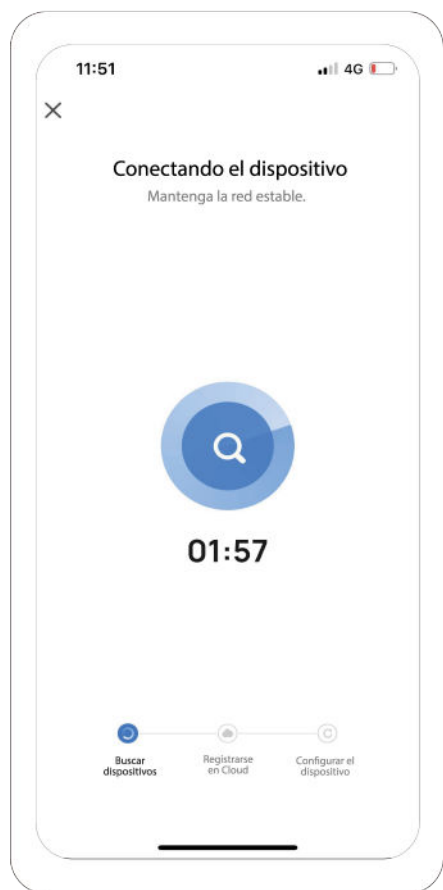 11:51 4G
Conectando el dispositivo
Mantenga la red estable.
01:57
Buscar
dispositivos
Registrarse
en Cloud
Configurar el
dispositivo